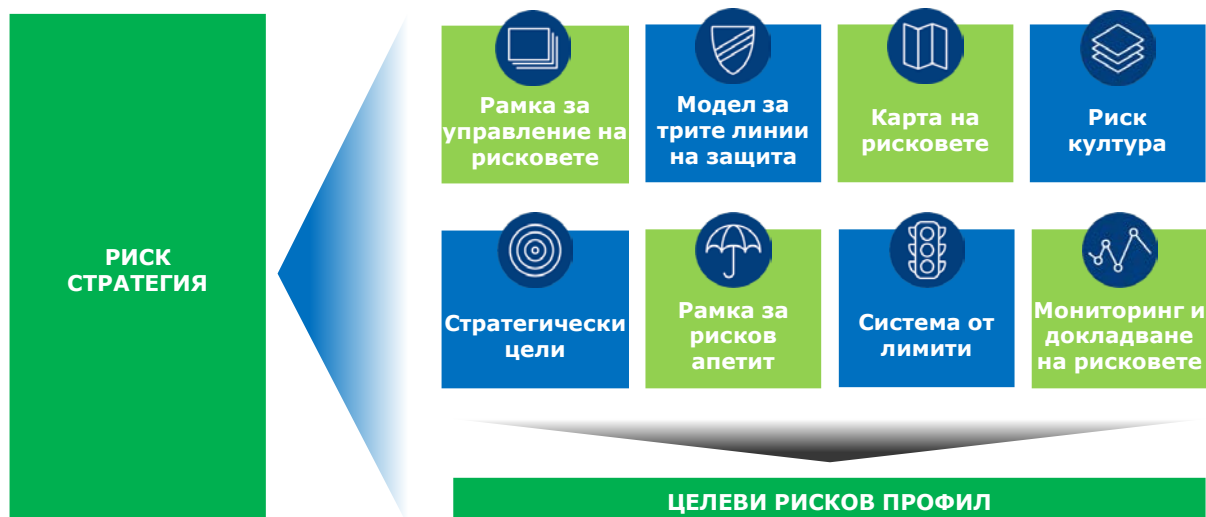 РИСК
СТРАТЕГИЯ
Рамка за
управление на
рисковете
Модел за
трите линии
на защита
Карта на
рисковете
Риск
култура
Стратегически
цели
Рамка за
рисков
апетит
Система от
лимити
Мониторинг и
докладване
на рисковете
ЦЕЛЕВИ РИСКОВ ПРОФИЛ